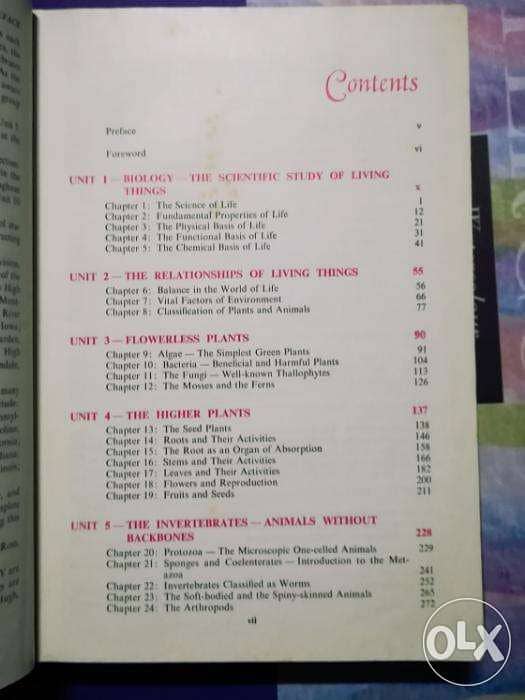 Contents
Preface v
Foreword vi
UNIT 1 — BIOLOGY — THE SCIENTIFIC STUDY OF LIVING
THINGS x
Chapter 1: The Science of Life 1
Chapter 2: Fundamental Properties of Life 12
Chapter 3: The Physical Basis of Life 21
Chapter 4: The Functional Basis of Life 31
Chapter 5: The Chemical Basis of Life 41
UNIT 2 — THE RELATIONSHIPS OF LIVING THINGS 55
Chapter 6: Balance in the World of Life 56
Chapter 7: Vital Factors of Environment 66
Chapter 8: Classification of Plants and Animals 77
UNIT 3 — FLOWERLESS PLANTS 90
Chapter 9: Algae — The Simplest Green Plants 91
Chapter 10: Bacteria — Beneficial and Harmful Plants 104
Chapter 11: The Fungi — Well-known Thallophytes 113
Chapter 12: The Mosses and the Ferns 126
UNIT 4 — THE HIGHER PLANTS 137
Chapter 13: The Seed Plants 138
Chapter 14: Roots and Their Activities 146
Chapter 15: The Root as an Organ of Absorption 158
Chapter 16: Stems and Their Activities 166
Chapter 17: Leaves and Their Activities 182
Chapter 18: Flowers and Reproduction 200
Chapter 19: Fruits and Seeds 211
UNIT 5 — THE INVERTEBRATES — ANIMALS WITHOUT
BACKBONES 228
Chapter 20: Protozoa — The Microscopic One-celled Animals 229
Chapter 21: Sponges and Coelenterates — Introduction to the Met-
azoa 241
Chapter 22: Invertebrates Classified as Worms 252
Chapter 23: The Soft-bodied and the Spiny-skinned Animals 265
Chapter 24: The Arthropods 272
vii
OLX